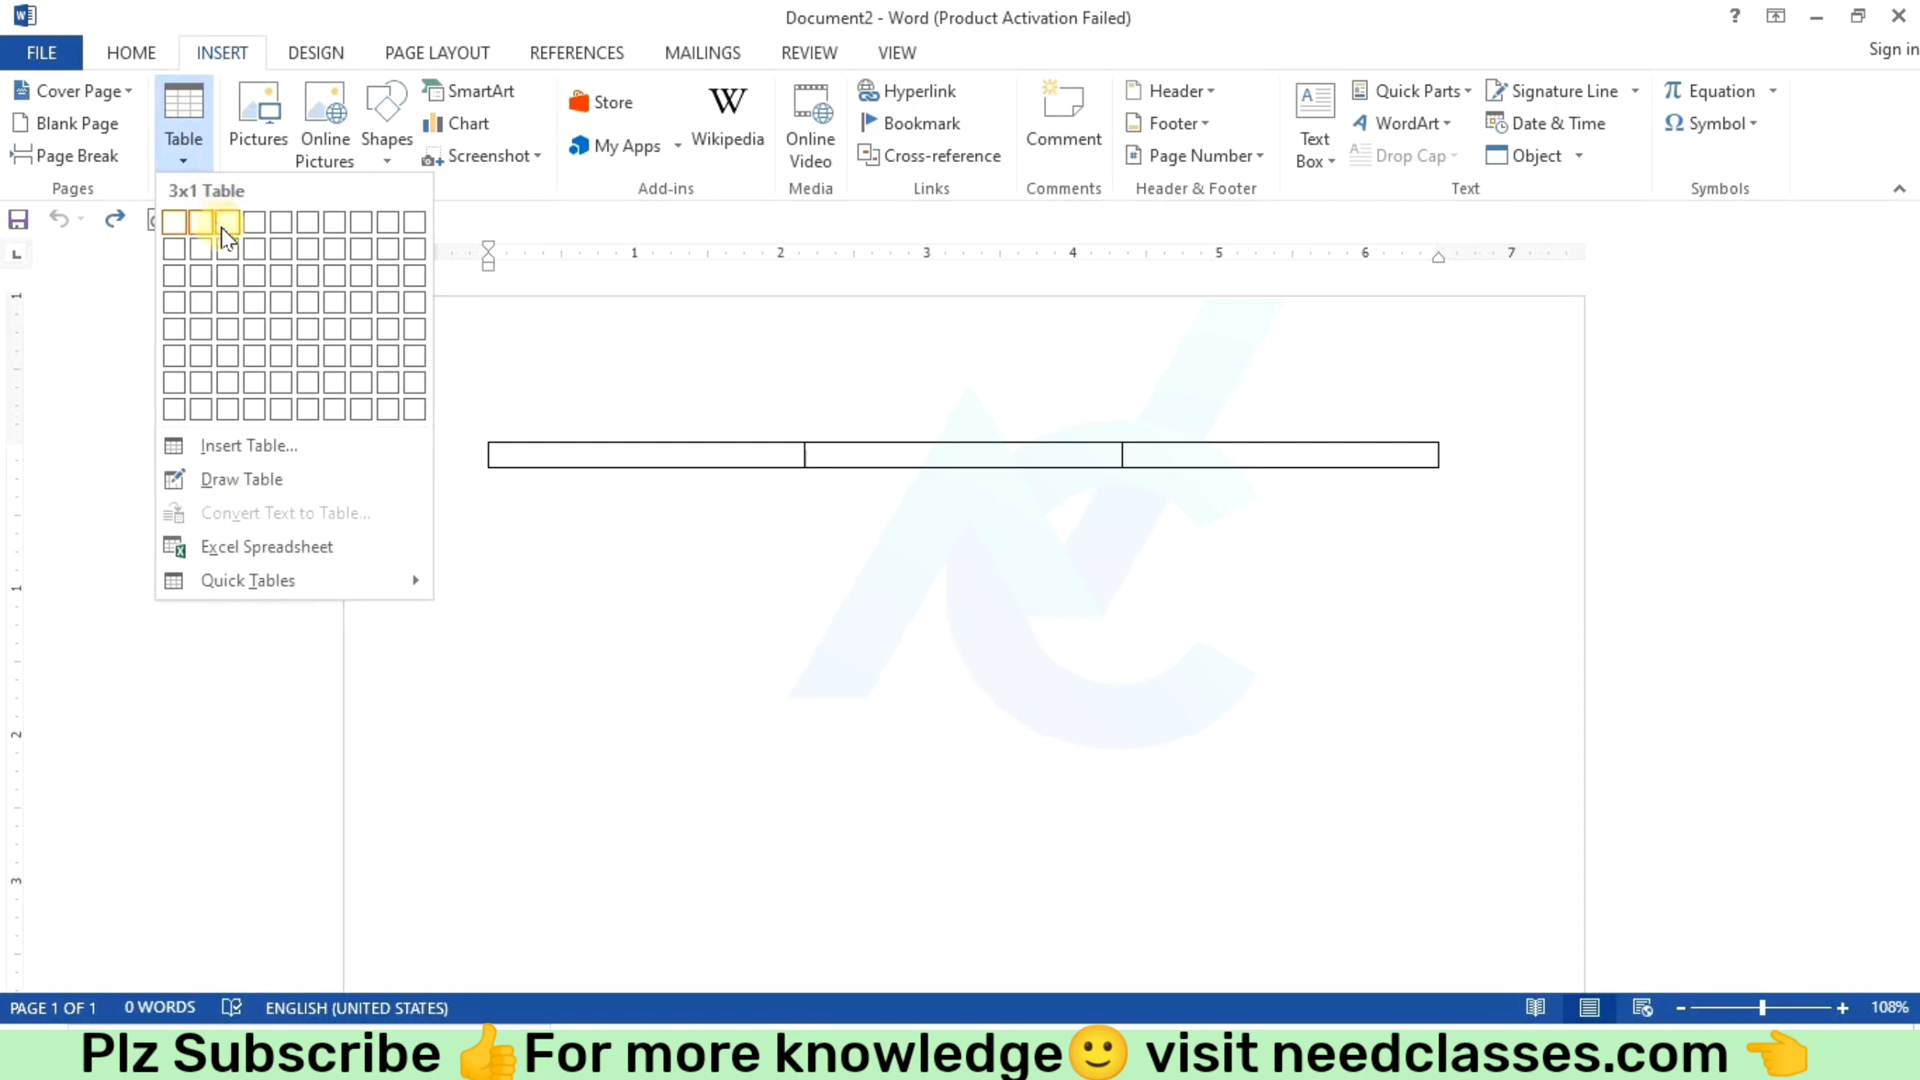 Document2 - Word (Product Activation Failed)
Sign in
FILE HOME INSERT DESIGN PAGE LAYOUT REFERENCES MAILINGS REVIEW VIEW
Cover Page
Blank Page
Page Break
Pages
Table
Pictures
Online Pictures
Shapes
SmartArt
Chart
Screenshot
Store
My Apps
Wikipedia
Add-ins
Online Video
Media
Hyperlink
Bookmark
Cross-reference
Links
Comment
Comments
Header
Footer
Page Number
Header & Footer
Text Box
Quick Parts
WordArt
Drop Cap
Signature Line
Date & Time
Object
Text
Equation
Symbol
Symbols
3x1 Table
Insert Table...
Draw Table
Convert Text to Table...
Excel Spreadsheet
Quick Tables
1 2 3 4 5 6 7
1
1
2
3
PAGE 1 OF 1 0 WORDS ENGLISH (UNITED STATES) 108%
Plz Subscribe 👍For more knowledge🙂 visit needclasses.com 👈